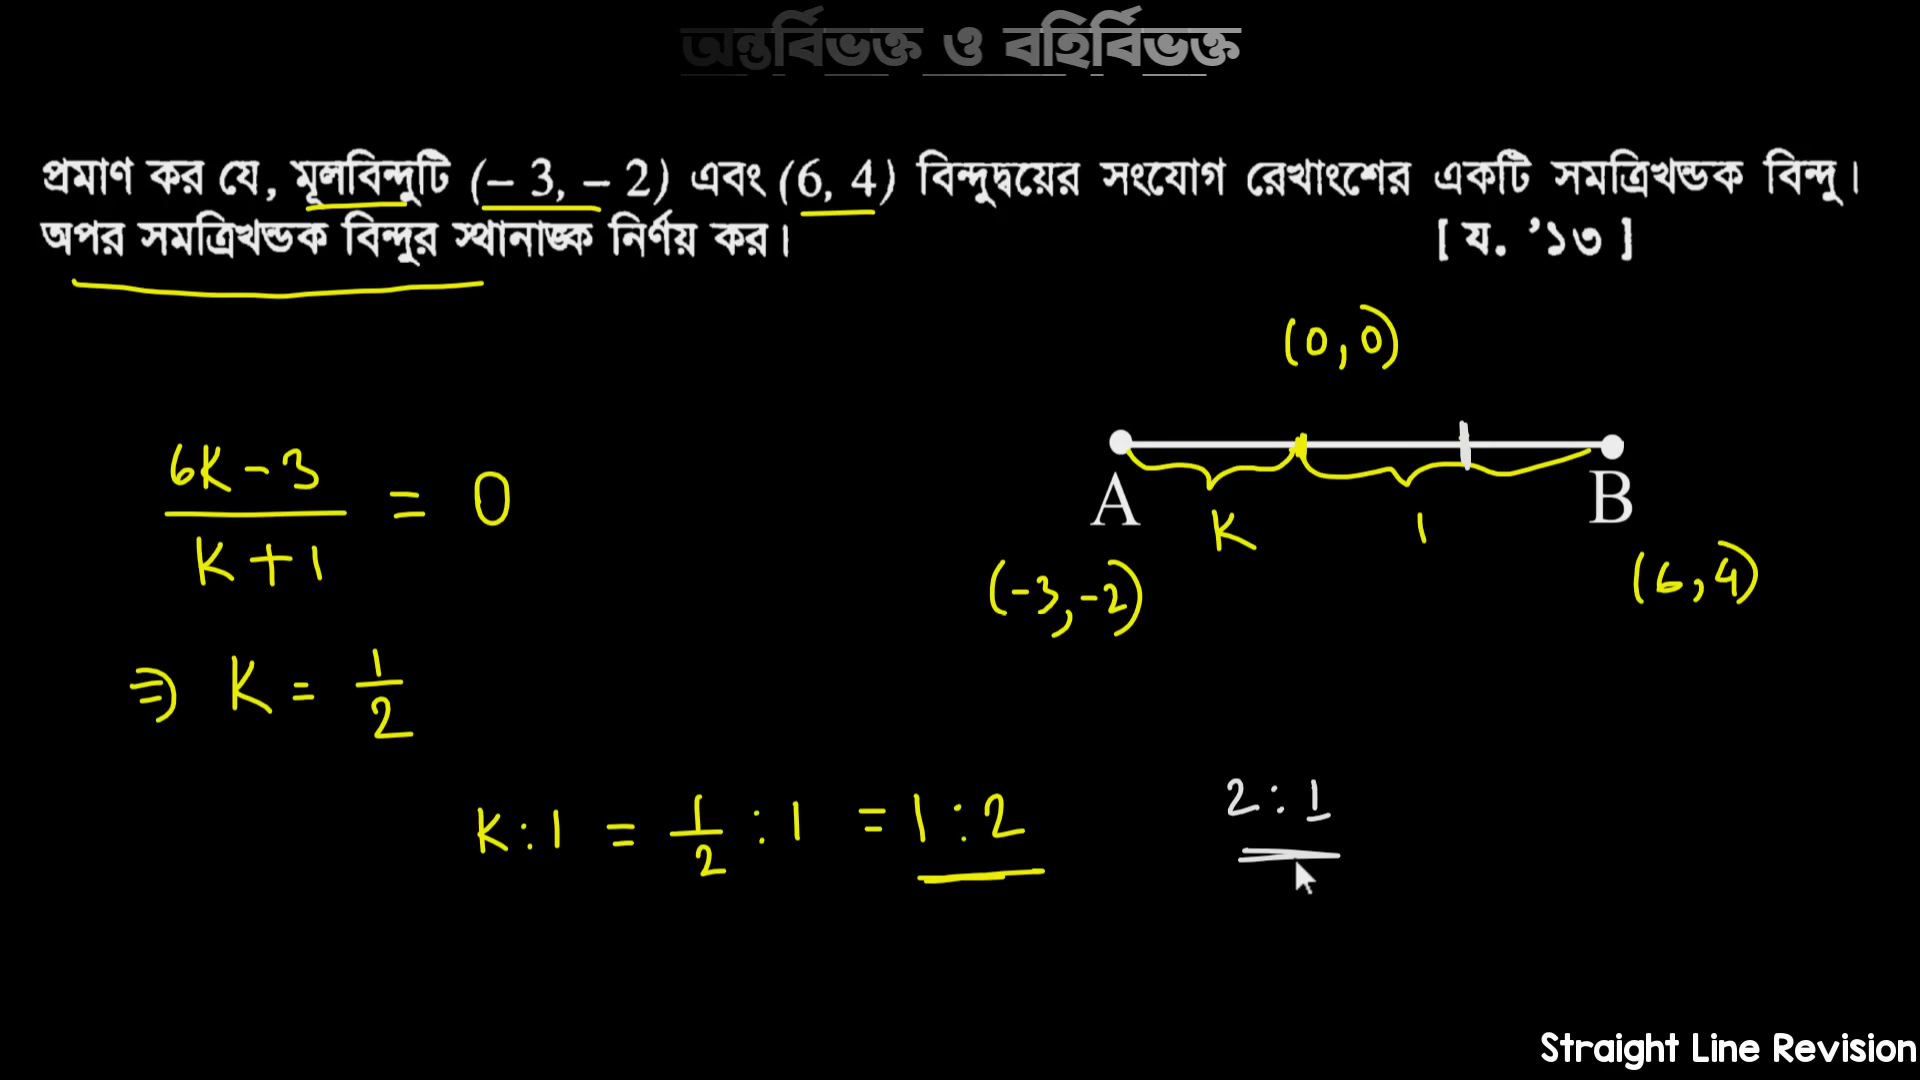 অন্তর্বিভক্ত ও বহির্বিভক্ত
প্রমাণ কর যে, মূলবিন্দুটি (– 3, – 2) এবং (6, 4) বিন্দুদ্বয়ের সংযোগ রেখাংশের একটি সমত্রিখন্ডক বিন্দু।
অপর সমত্রিখন্ডক বিন্দুর স্থানাঙ্ক নির্ণয় কর। [ য. ’১৩ ]
(0,0)
6K-3
K+1
= 0
A
B
K
1
(-3,-2)
(6,4)
⇒ K = 1/2
K:1 = 1/2 : 1 = 1:2
2:1
Straight Line Revision